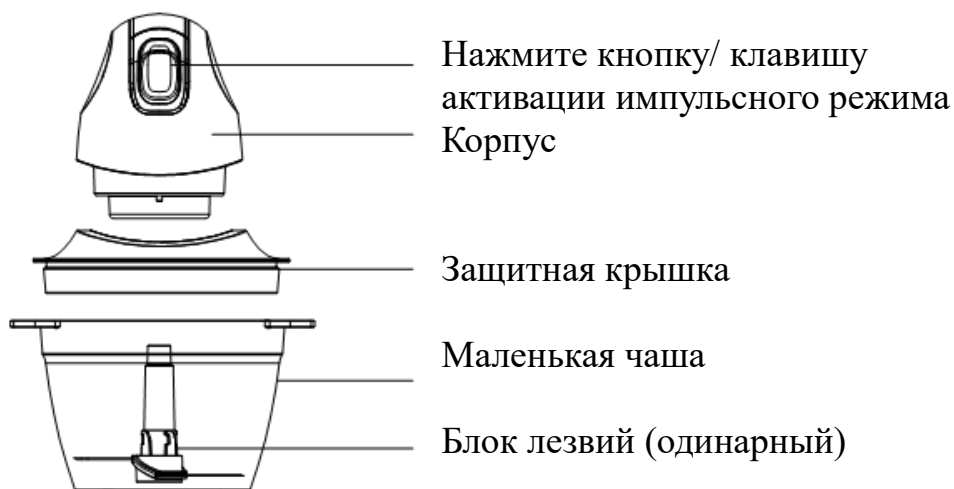 Нажмите кнопку/ клавишу
активации импульсного режима
Корпус
Защитная крышка
Маленькая чаша
Блок лезвий (одинарный)